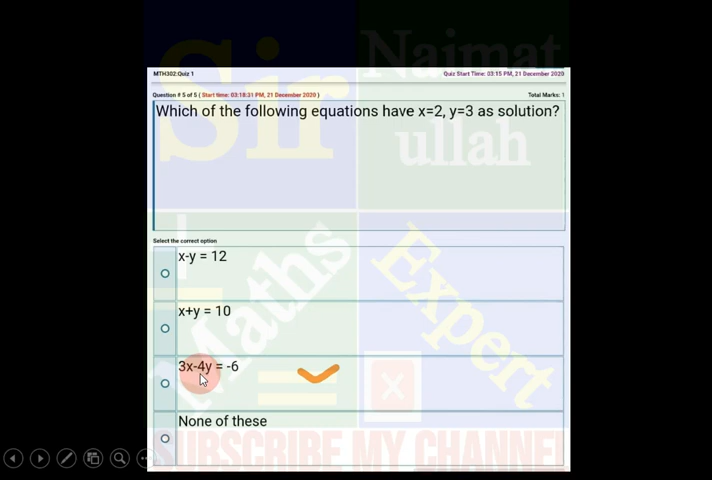 Sir Naimat
ullah
MTH302:Quiz 1
Quiz Start Time: 03:15 PM, 21 December 2020
Question # 5 of 5 ( Start time: 03:18:31 PM, 21 December 2020 )
Total Marks: 1
Which of the following equations have x=2, y=3 as solution?
Select the correct option
x-y = 12
x+y = 10
3x-4y = -6
None of these
Maths
Expert
SUBSCRIBE MY CHANNEL